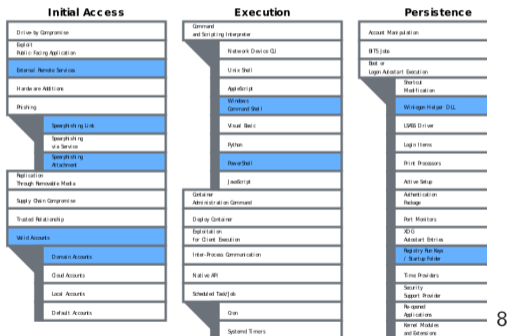 Initial Access
Drive by Compromise
Exploit
Public-Facing Application
External Remote Services
Hardware Additions
Phishing
Spearphishing Link
Spearphishing
via Service
Spearphishing
Attachment
Replication
Through Removable Media
Supply Chain Compromise
Trusted Relationship
Valid Accounts
Domain Accounts
Cloud Accounts
Local Accounts
Default Accounts
Execution
Command
and Scripting Interpreter
Network Device CLI
Unix Shell
AppleScript
Windows
Command Shell
Visual Basic
Python
PowerShell
JavaScript
Container
Administration Command
Deploy Container
Exploitation
for Client Execution
Inter-Process Communication
Native API
Scheduled Task/Job
Cron
Systemd Timers
Persistence
Account Manipulation
BITS Jobs
Boot or
Logon Autostart Execution
Shortcut
Modification
Winlogon Helper DLL
LSASS Driver
Login Items
Print Processors
Active Setup
Authentication
Package
Port Monitors
XDG
Autostart Entries
Registry Run Keys
/ Startup Folder
Time Providers
Security
Support Provider
Re-opened
Applications
Kernel Modules
and Extensions
8